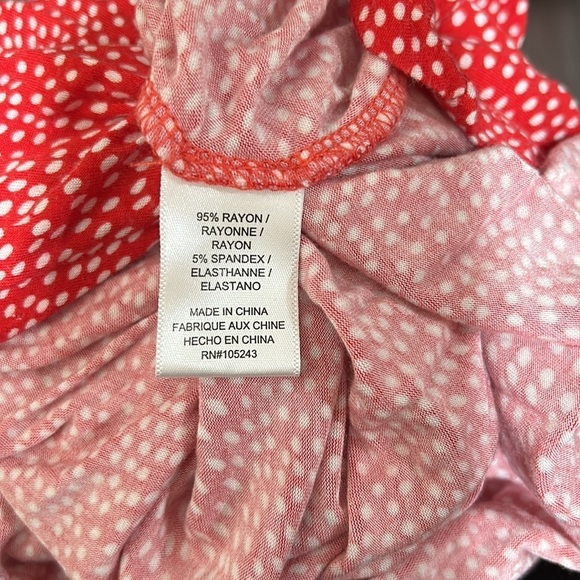 95% RAYON /
RAYONNE /
RAYON
5% SPANDEX /
ELASTHANNE /
ELASTANO
MADE IN CHINA
FABRIQUE AUX CHINE
HECHO EN CHINA
RN#105243